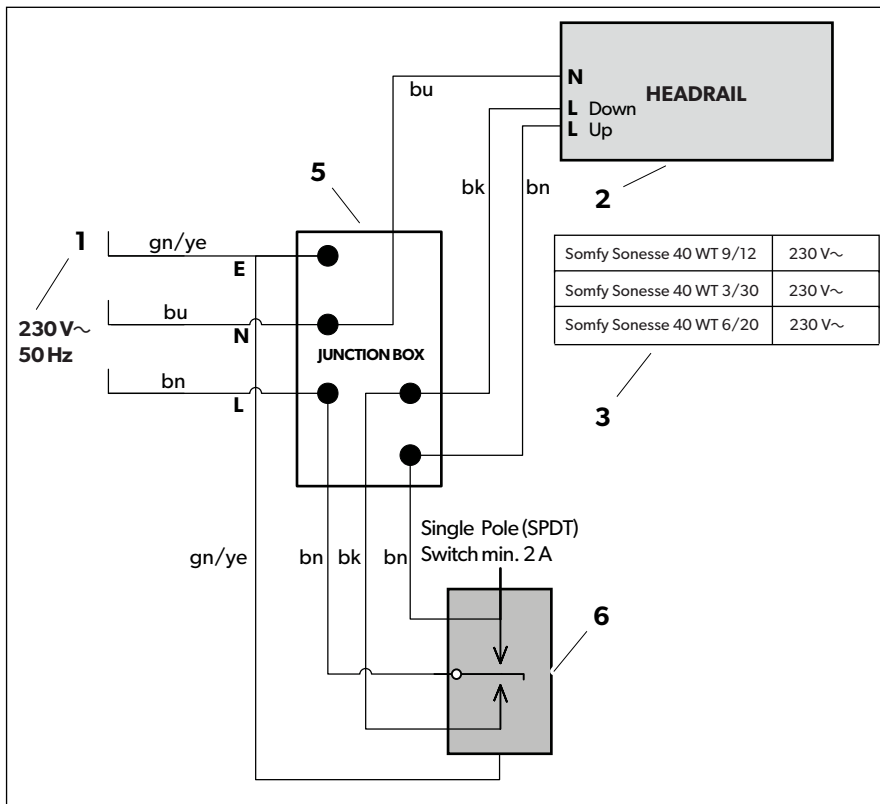 N
HEADRAIL
bu
L Down
L Up
5
bk
bn
2
1
gn/ye
E
Somfy Sonesse 40 WT 9/12 230 V~
bu
Somfy Sonesse 40 WT 3/30 230 V~
230 V~
N
Somfy Sonesse 40 WT 6/20 230 V~
50 Hz
JUNCTION BOX
bn
L
3
Single Pole (SPDT)
gn/ye bn bk bn Switch min. 2 A
6